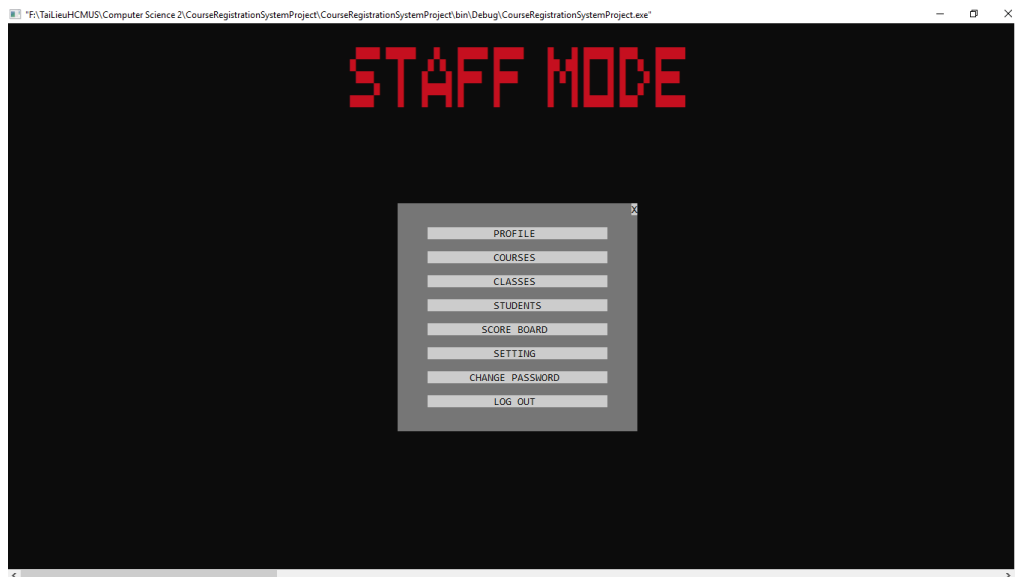 "F:\TaiLieuHCMUS\Computer Science 2\CourseRegistrationSystemProject\CourseRegistrationSystemProject\bin\Debug\CourseRegistrationSystemProject.exe"
STAFF MODE
X
PROFILE
COURSES
CLASSES
STUDENTS
SCORE BOARD
SETTING
CHANGE PASSWORD
LOG OUT